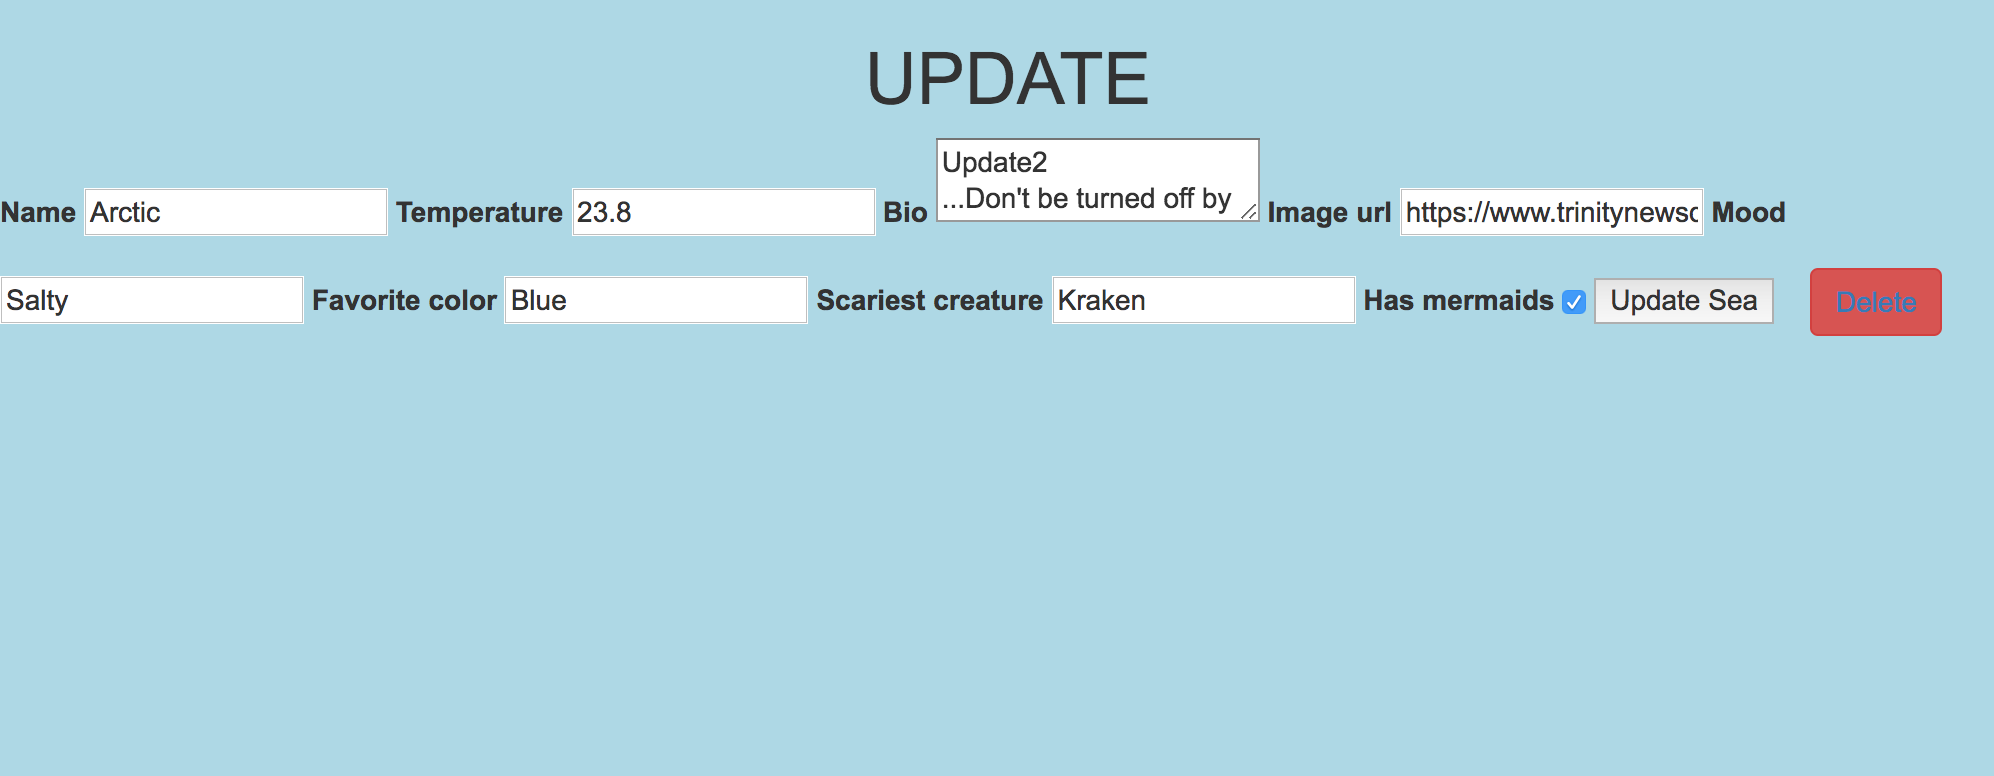 UPDATE
Update2
Name Arctic Temperature 23.8 Bio ...Don't be turned off by Image url https://www.trinitynews Mood
Salty Favorite color Blue Scariest creature Kraken Has mermaids Update Sea Delete